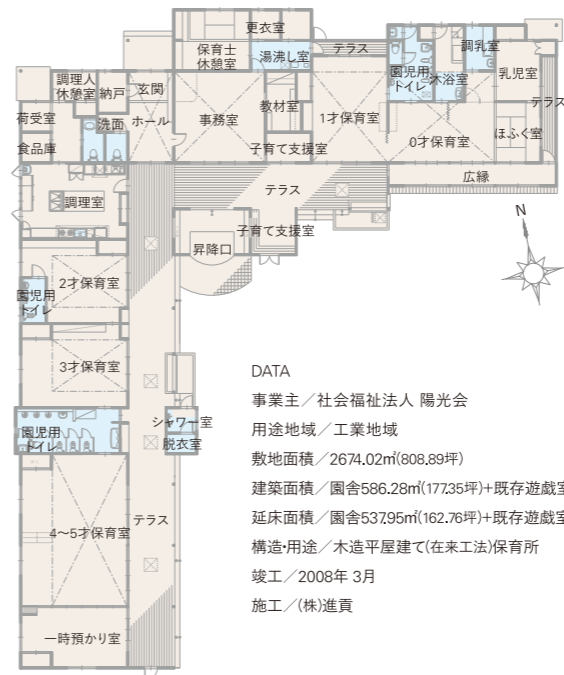 更衣室
保育士
休憩室
湯沸し室
テラス
園児用
トイレ
沐浴室
調乳室
乳児室
テラス
調理人
休憩室
納戸
玄関
ホール
事務室
教材室
1才保育室
0才保育室
ほふく室
荷受室
洗面
食品庫
子育て支援室
広縁
調理室
テラス
昇降口
子育て支援室
N
2才保育室
園児用
トイレ
3才保育室
園児用
トイレ
シャワー室
脱衣室
4〜5才保育室
テラス
一時預かり室
DATA
事業主／社会福祉法人 陽光会
用途地域／工業地域
敷地面積／2674.02㎡(808.89坪)
建築面積／園舎586.28㎡(177.35坪)+既存遊戯室
延床面積／園舎537.95㎡(162.76坪)+既存遊戯室
構造・用途／木造平屋建て(在来工法)保育所
竣工／2008年 3月
施工／(株)進貢